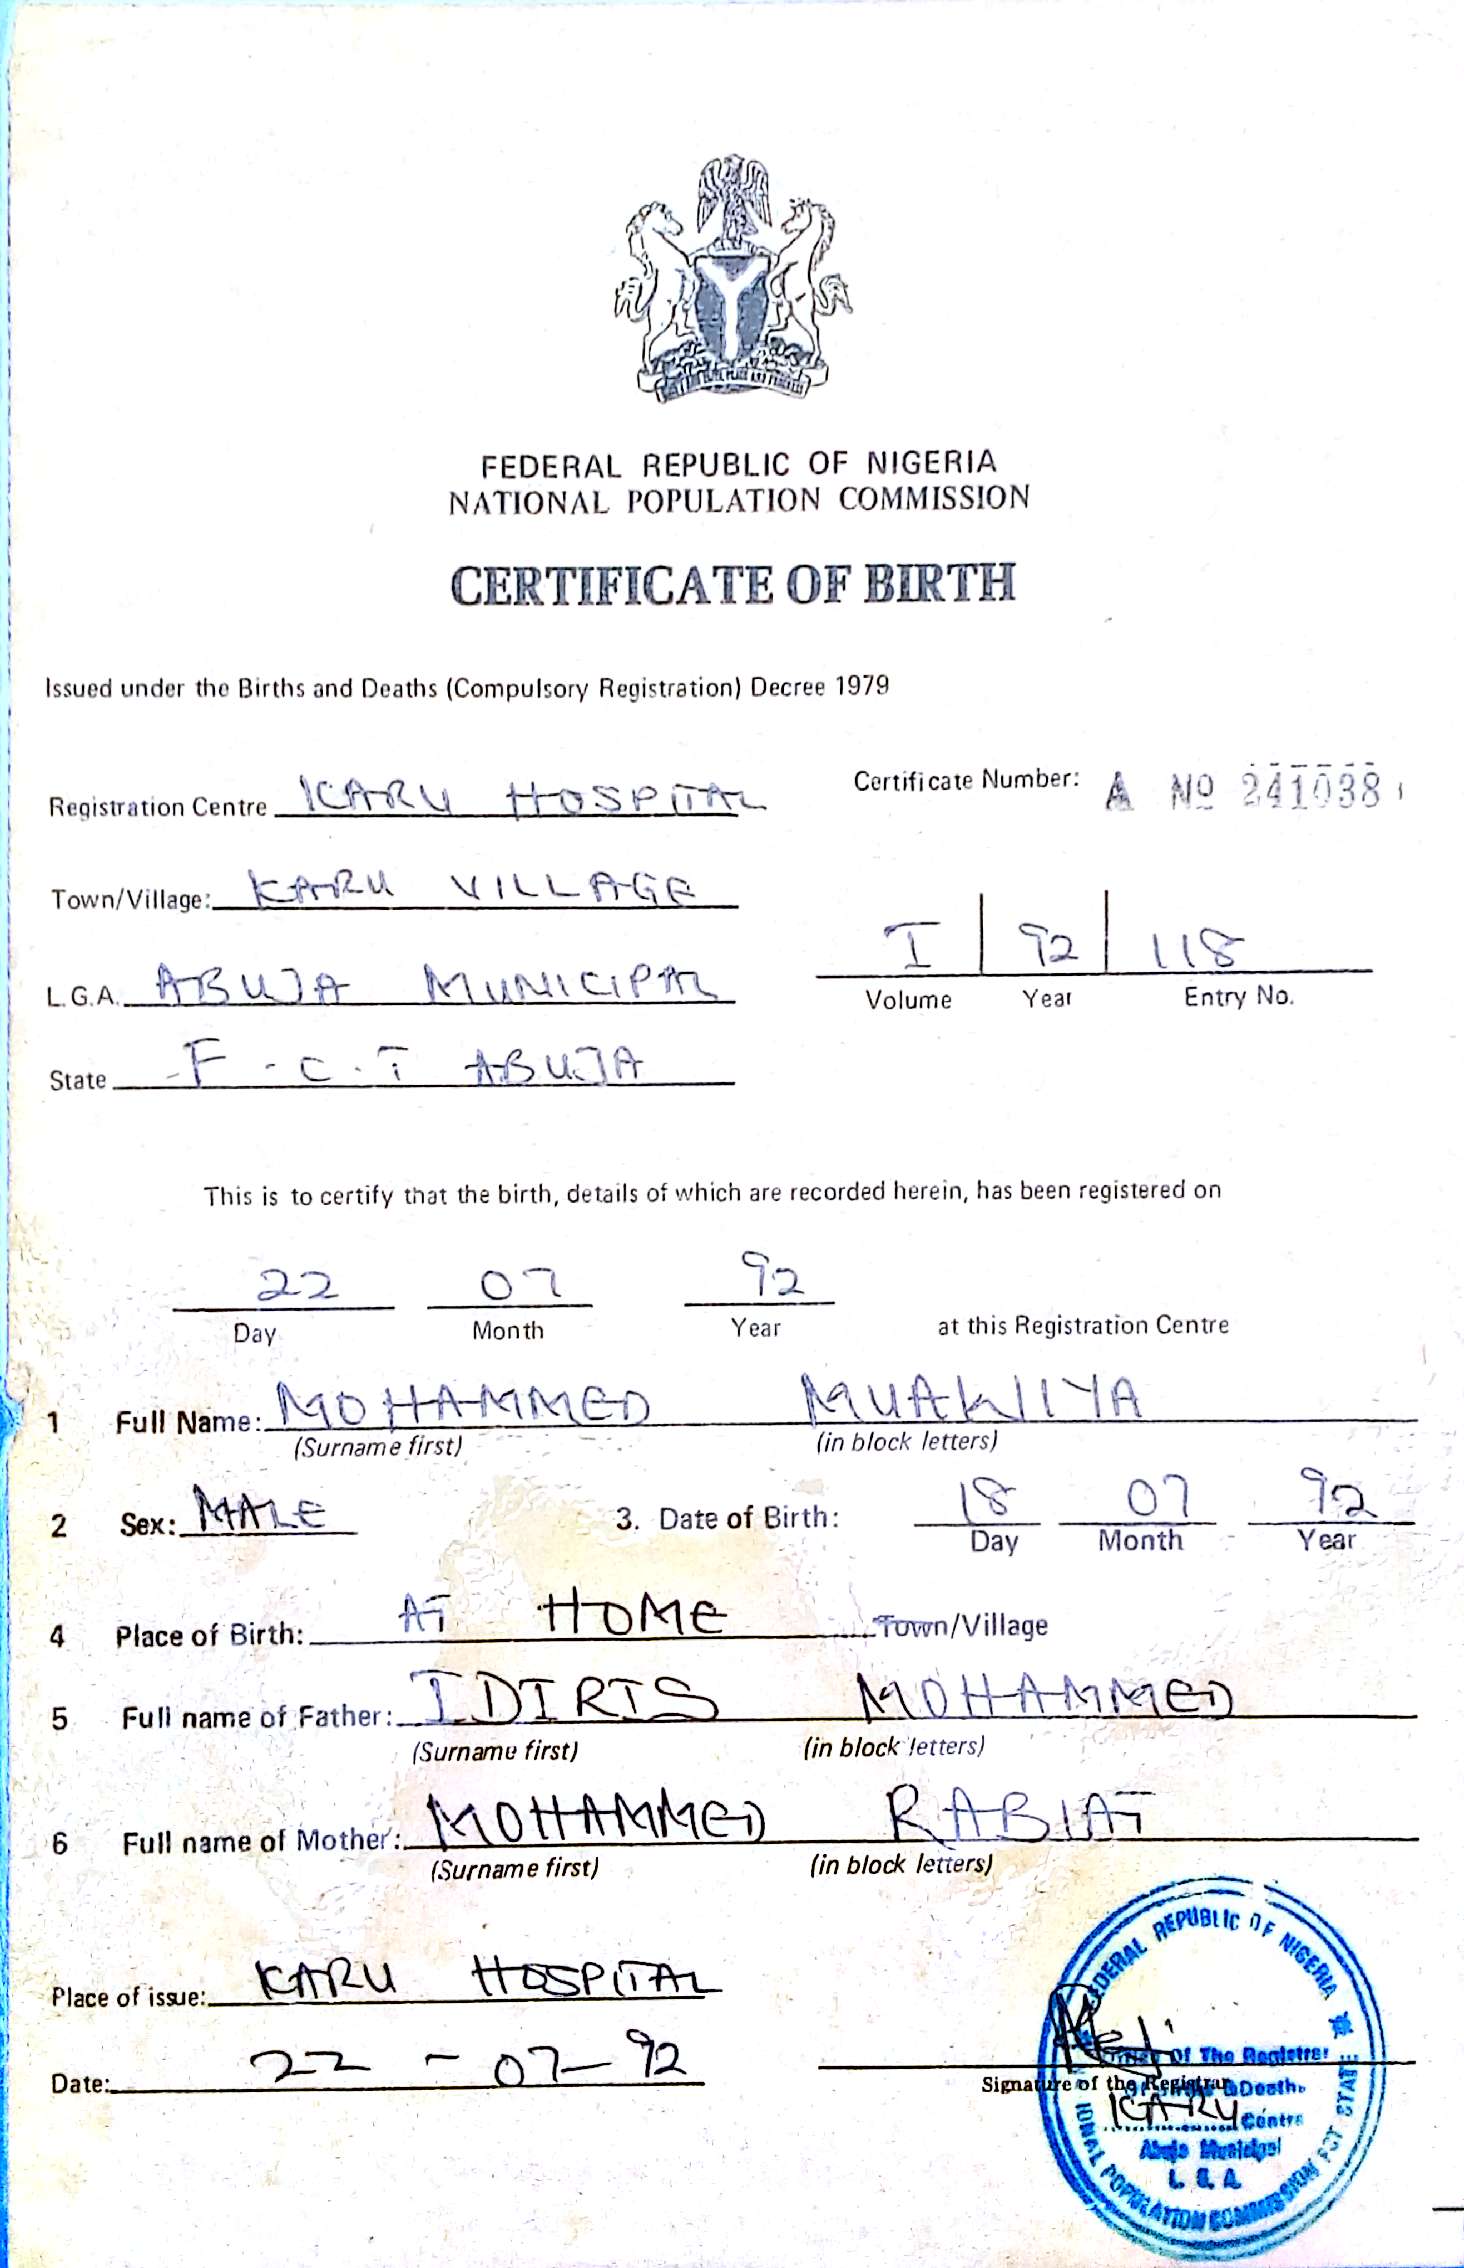 FEDERAL REPUBLIC OF NIGERIA
NATIONAL POPULATION COMMISSION
CERTIFICATE OF BIRTH
Issued under the Births and Deaths (Compulsory Registration) Decree 1979
Registration Centre KARU HOSPITAL
Certificate Number: A No 241038
Town/Village: KARU VILLAGE
I 92 118
Volume Year Entry No.
L.G.A. ABUJA MUNICIPAL
State F.C.T ABUJA
This is to certify that the birth, details of which are recorded herein, has been registered on
22 07 92
Day Month Year at this Registration Centre
1 Full Name: MOHAMMED MUAWIYA
(Surname first) (in block letters)
2 Sex: MALE 3. Date of Birth: 18 07 92
Day Month Year
4 Place of Birth: AT HOME Town/Village
5 Full name of Father: IDIRIS MOHAMMED
(Surname first) (in block letters)
6 Full name of Mother: MOHAMMED RABIAT
(Surname first) (in block letters)
Place of issue: KARU HOSPITAL
Date: 22-07-92
Signature of the Registrar
FEDERAL REPUBLIC OF NIGERIA
Of The Registrar
Death
KARU Centre
Abuja Municipal
L.G.A.
POPULATION COMMISSION FCT STATE